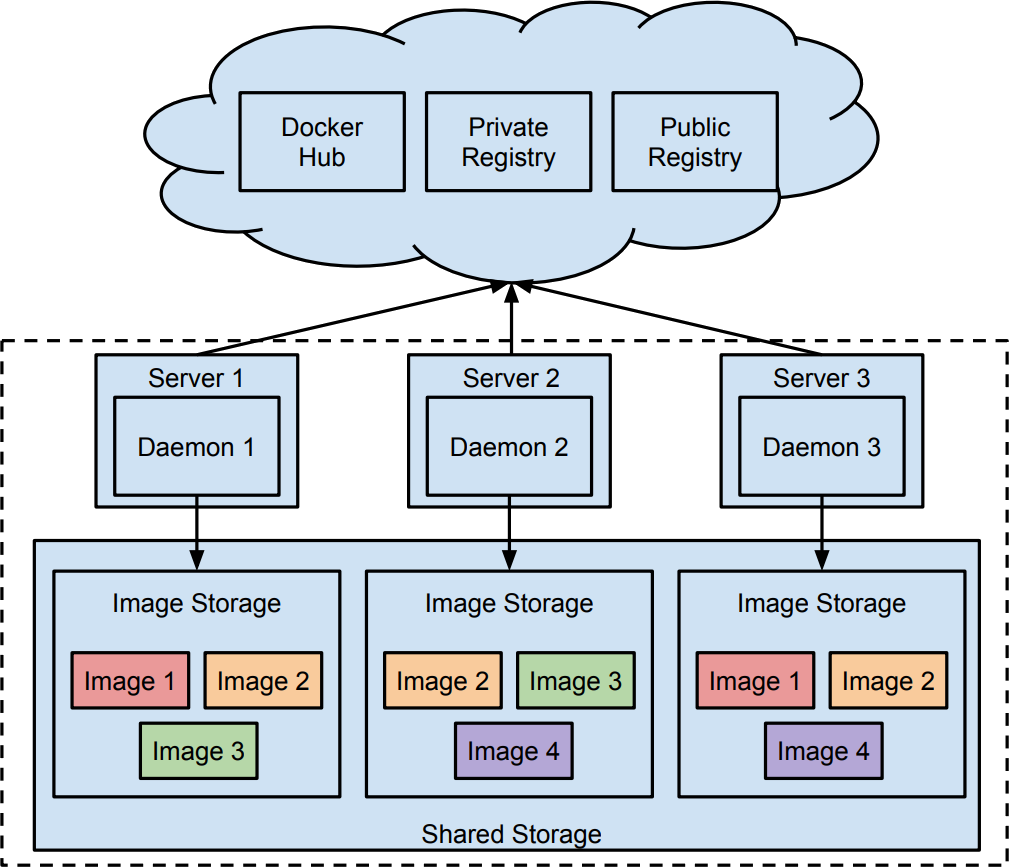 Docker
Hub
Private
Registry
Public
Registry
Server 1
Daemon 1
Server 2
Daemon 2
Server 3
Daemon 3
Image Storage
Image 1
Image 2
Image 3
Image Storage
Image 2
Image 3
Image 4
Image Storage
Image 1
Image 2
Image 4
Shared Storage